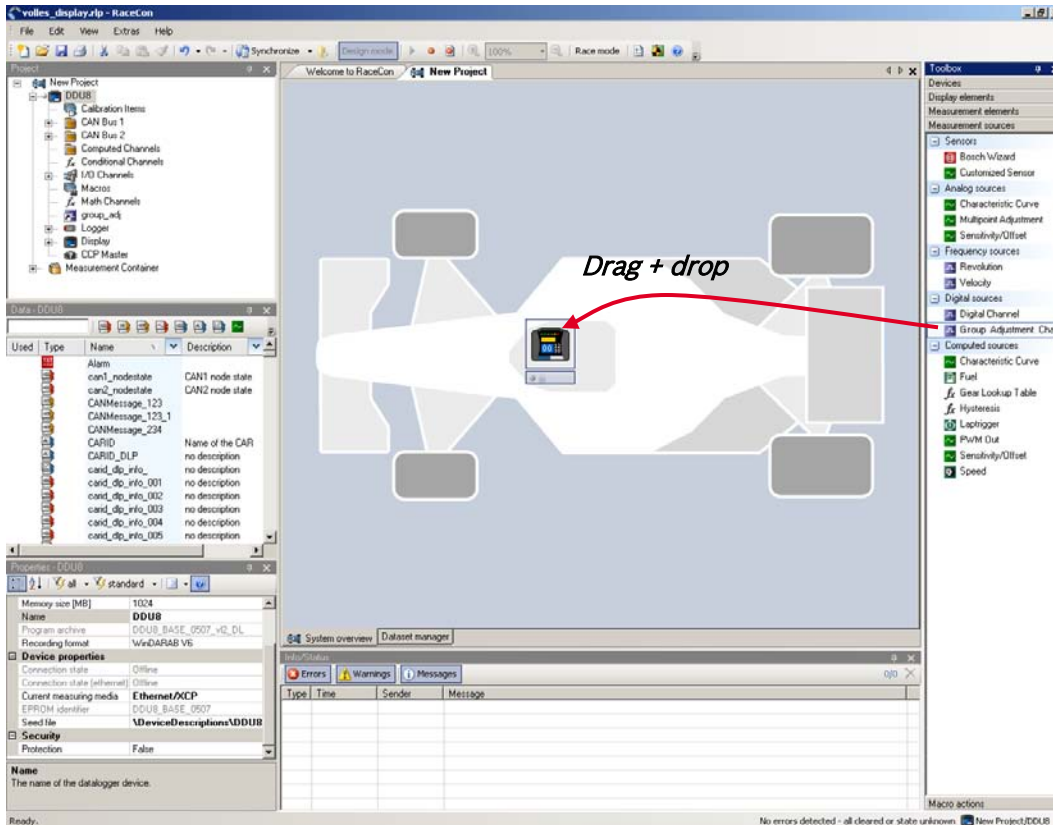 volles_display.rlp - RaceCon
File Edit View Extras Help
Synchronize Design mode 100% Race mode
Project
New Project
DDU8
Calibration Items
CAN Bus 1
CAN Bus 2
Computed Channels
fx Conditional Channels
I/O Channels
Macros
fx Math Channels
group_adj
Logger
Display
CCP Master
Measurement Container
Data - DDU8
Used Type Name Description
Alarm
can1_nodestate CAN1 node state
can2_nodestate CAN2 node state
CANMessage_123
CANMessage_123_1
CANMessage_234
CARID Name of the CAR
CARID_DLP no description
carid_dlp_info_ no description
carid_dlp_info_001 no description
carid_dlp_info_002 no description
carid_dlp_info_003 no description
carid_dlp_info_004 no description
carid_dlp_info_005 no description
Properties - DDU8
all standard
Memory size [MB] 1024
Name DDU8
Program archive DDU8_BASE_0507_vl2_DL
Recording format WinDARAB V6
Device properties
Connection state Offline
Connection state (ethernet) Offline
Current measuring media Ethernet/XCP
EPROM identifier DDU8_BASE_0507
Seed file \DeviceDescriptions\DDU8
Security
Protection False
Name
The name of the datalogger device.
Ready.
Welcome to RaceCon New Project
Drag + drop
System overview Dataset manager
Info/Status
Errors Warnings Messages 0/0
Type Time Sender Message
Toolbox
Devices
Display elements
Measurement elements
Measurement sources
Sensors
Bosch Wizard
Customized Sensor
Analog sources
Characteristic Curve
Multipoint Adjustment
Sensitivity/Offset
Frequency sources
Revolution
Velocity
Digital sources
Digital Channel
Group Adjustment Cha
Computed sources
Characteristic Curve
Fuel
fx Gear Lookup Table
fx Hysteresis
Laptrigger
PWM Out
Sensitivity/Offset
Speed
Macro actions
No errors detected - all cleared or state unknown New Project/DDU8